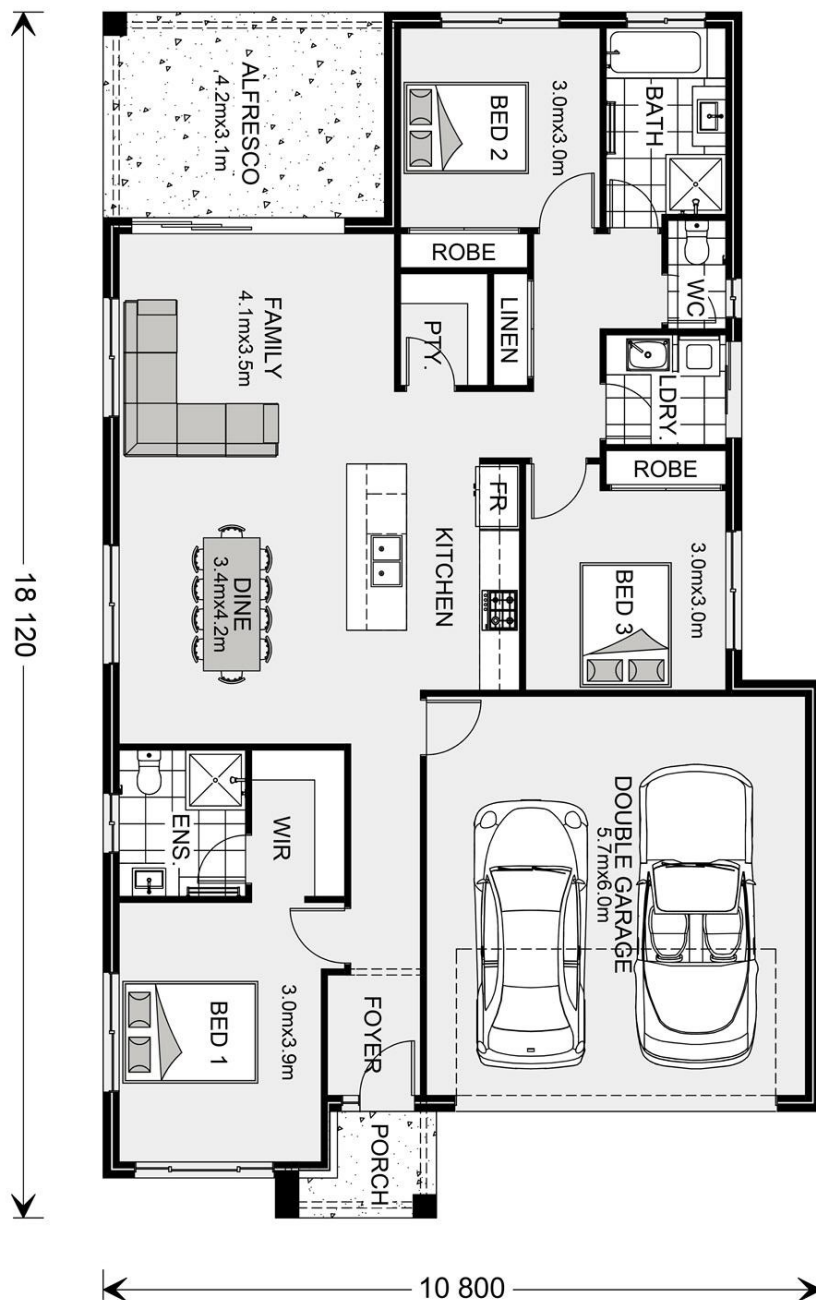 ALFRESCO
4.2mx3.1m
BED 2
3.0mx3.0m
BATH
ROBE
WC
FAMILY
4.1mx3.5m
PTY.
LINEN
LDRY.
ROBE
FR
KITCHEN
DINE
3.4mx4.2m
BED 3
3.0mx3.0m
18 120
ENS.
WIR
DOUBLE GARAGE
5.7mx6.0m
BED 1
3.0mx3.9m
FOYER
PORCH
10 800